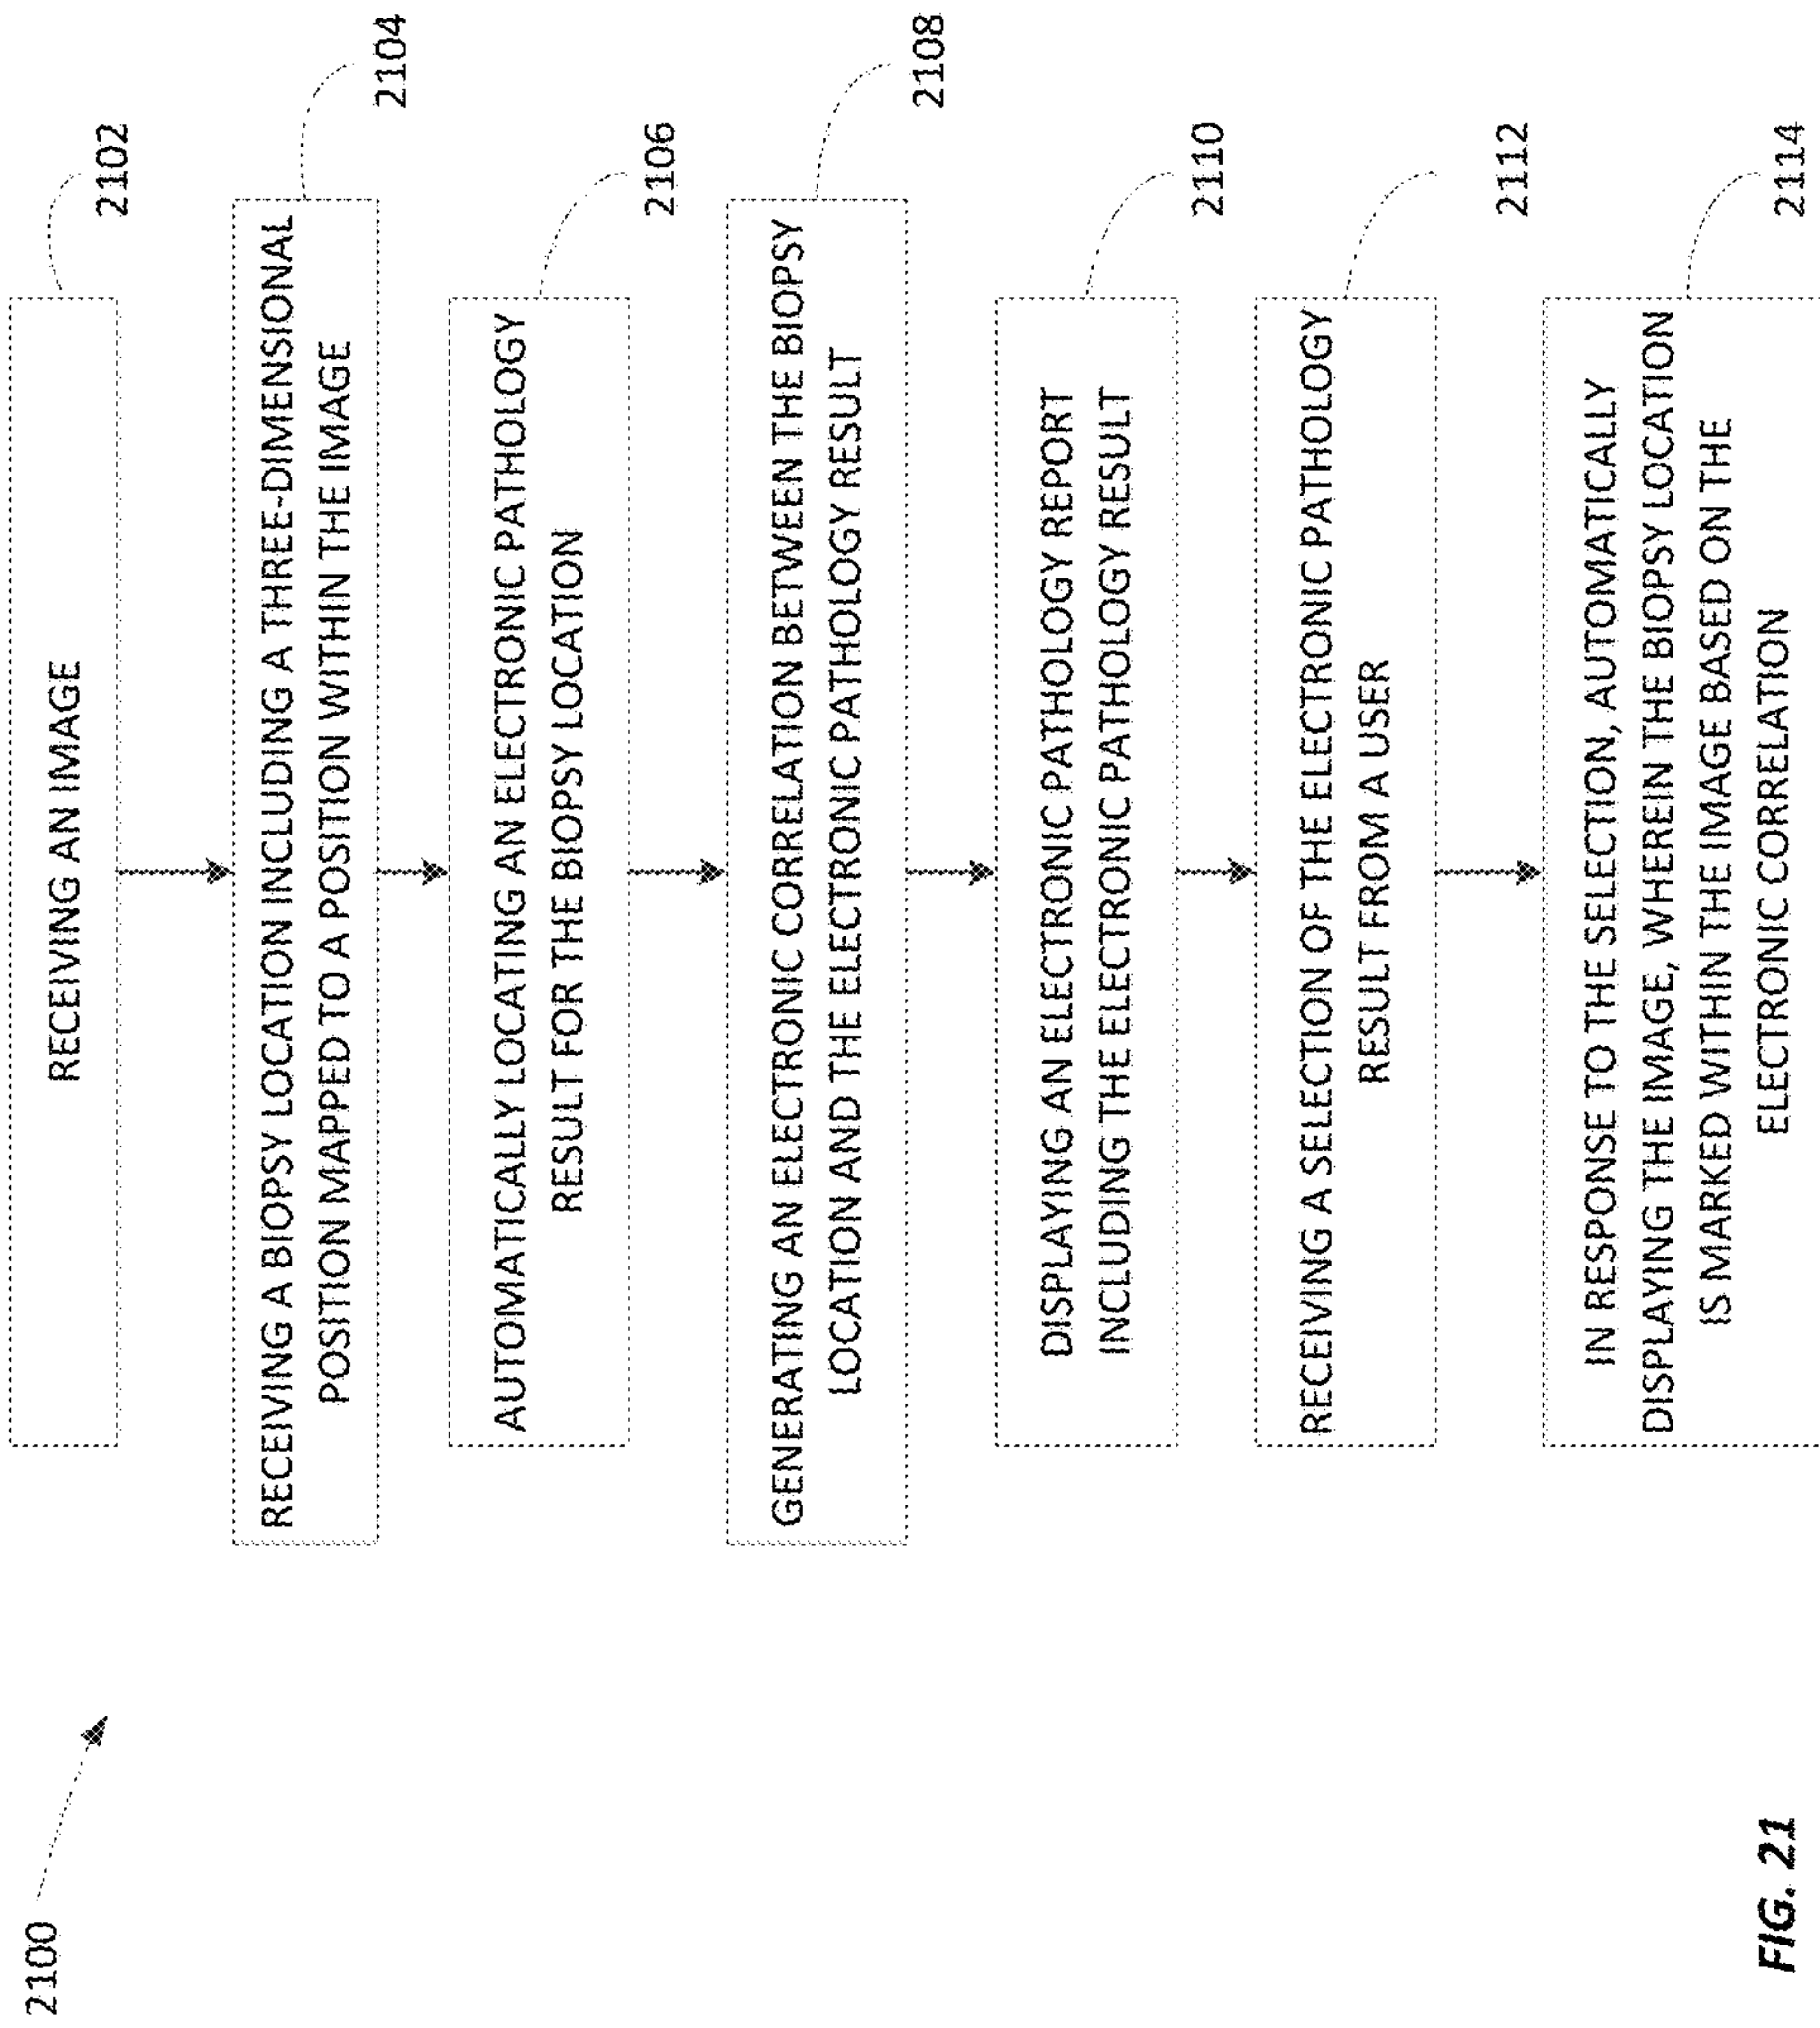 2100
RECEIVING AN IMAGE
2102
RECEIVING A BIOPSY LOCATION INCLUDING A THREE-DIMENSIONAL
POSITION MAPPED TO A POSITION WITHIN THE IMAGE
2104
AUTOMATICALLY LOCATING AN ELECTRONIC PATHOLOGY
RESULT FOR THE BIOPSY LOCATION
2106
GENERATING AN ELECTRONIC CORRELATION BETWEEN THE BIOPSY
LOCATION AND THE ELECTRONIC PATHOLOGY RESULT
2108
DISPLAYING AN ELECTRONIC PATHOLOGY REPORT
INCLUDING THE ELECTRONIC PATHOLOGY RESULT
2110
RECEIVING A SELECTION OF THE ELECTRONIC PATHOLOGY
RESULT FROM A USER
2112
IN RESPONSE TO THE SELECTION, AUTOMATICALLY
DISPLAYING THE IMAGE, WHEREIN THE BIOPSY LOCATION
IS MARKED WITHIN THE IMAGE BASED ON THE
ELECTRONIC CORRELATION
2114
FIG. 21